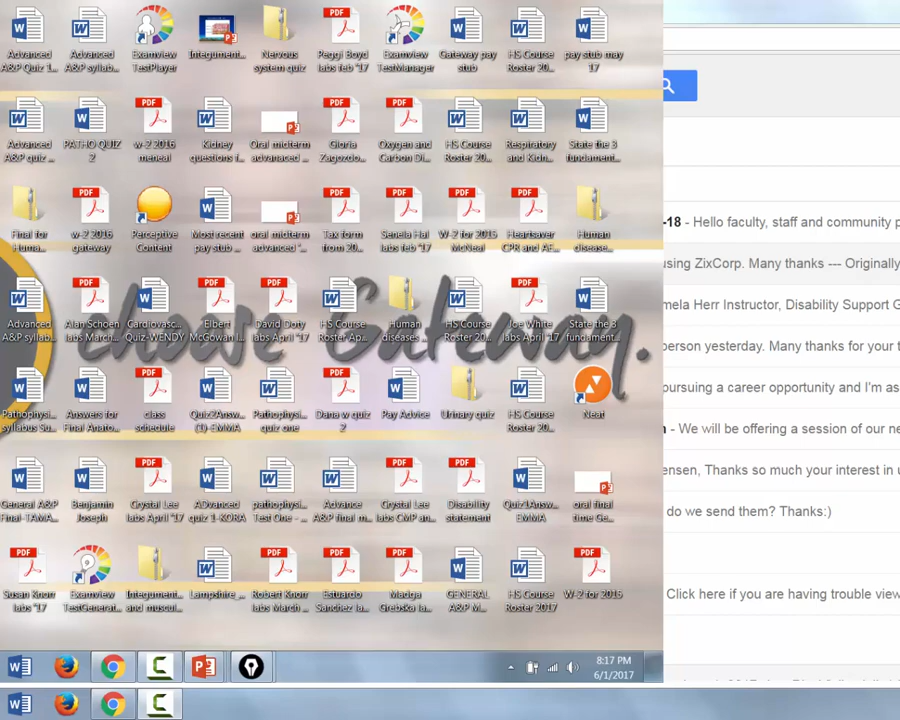 Advanced A&P Quiz 1...
Advanced A&P syllab...
Examview TestPlayer
Integument...
Nervous system quiz
Peggi Boyd labs feb "17
Examview TestManager
Gateway pay stub
HS Course Roster 20...
pay stub may 17
Advanced A&P quiz ...
PATHO QUIZ 2
w-2 2016 meneal
Kidney questions f...
Oral midterm advanaced ...
Gloria Zagozdo...
Oxygen and Carbon Di...
HS Course Roster 20...
Respiratory and Kidn...
State the 3 fundament...
-18 - Hello faculty, staff and community p
Final for Huma...
w-2 2016 gateway
Perceptive Content
Most recent pay stub ...
oral midterm advanced "...
Tax form from 20...
Senela Hal labs feb "17
W-2 for 2015 McNeal
Heartsaver CPR and AE...
Human disease...
using ZixCorp. Many thanks --- Originally
choose Gateway.
Advanced A&P syllab...
Alan Schoen labs March...
Cardiovasc... Quiz-WENDY
Elbert McGowan l...
David Doty labs April "17
HS Course Roster Ap...
Human diseases ...
HS Course Roster 20...
Joe White labs April "17
State the 3 fundament...
mela Herr Instructor, Disability Support G
person yesterday. Many thanks for your t
Pathophysi... syllabus Su...
Answers for Final Anato...
class schedule
Quiz2Answ... (1) EMMA
Pathophysi... quiz one
Dana w quiz 2
Pay Advice
Urinary quiz
HS Course Roster 20...
Neat
pursuing a career opportunity and I'm as
- We will be offering a session of our ne
General A&P Final-TAMA...
Benjamin Joseph
Crystal Lee labs April "17
ADvanced quiz 1-KORA
pathophysi... Test One - ...
Advance A&P final m...
Crystal Lee labs CMP an...
Disability statement
Quiz1Answ... EMMA
oral final time Ge...
ensen, Thanks so much your interest in
do we send them? Thanks:)
Susan Knorr labs "17
Examview TestGenerat...
Integument... and muscul...
Lampshire_...
Robert Knorr labs March ...
Estuardo Sanchez la...
Madga Grebska la...
GENERAL A&P M...
HS Course Roster 2017
W-2 for 2015
Click here if you are having trouble view
8:17 PM
6/1/2017